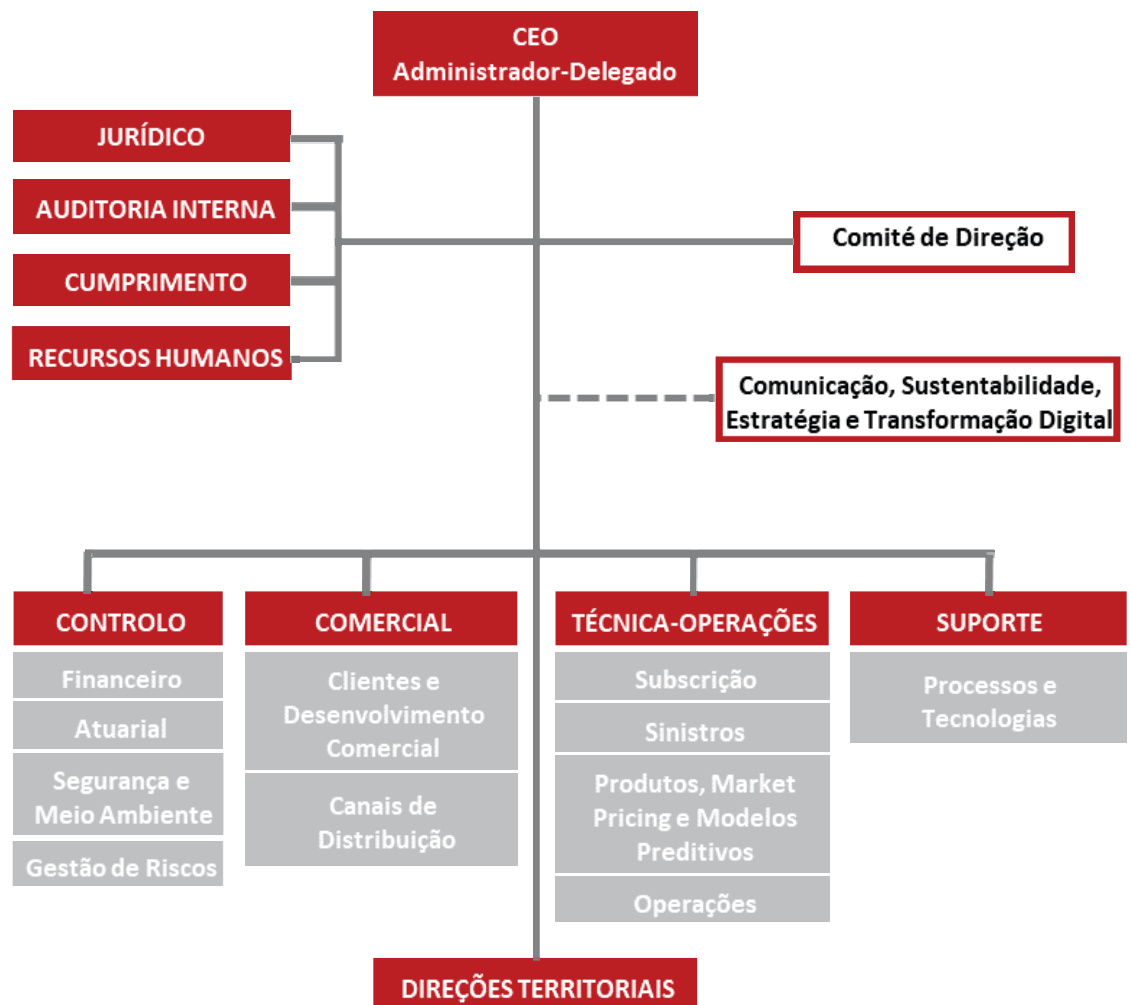 CEO
Administrador-Delegado
JURÍDICO
AUDITORIA INTERNA
CUMPRIMENTO
RECURSOS HUMANOS
Comité de Direção
Comunicação, Sustentabilidade,
Estratégia e Transformação Digital
CONTROLO
Financeiro
Atuarial
Segurança e
Meio Ambiente
Gestão de Riscos
COMERCIAL
Clientes e
Desenvolvimento
Comercial
Canais de
Distribuição
TÉCNICA-OPERAÇÕES
Subscrição
Sinistros
Produtos, Market
Pricing e Modelos
Preditivos
Operações
SUPORTE
Processos e
Tecnologias
DIREÇÕES TERRITORIAIS